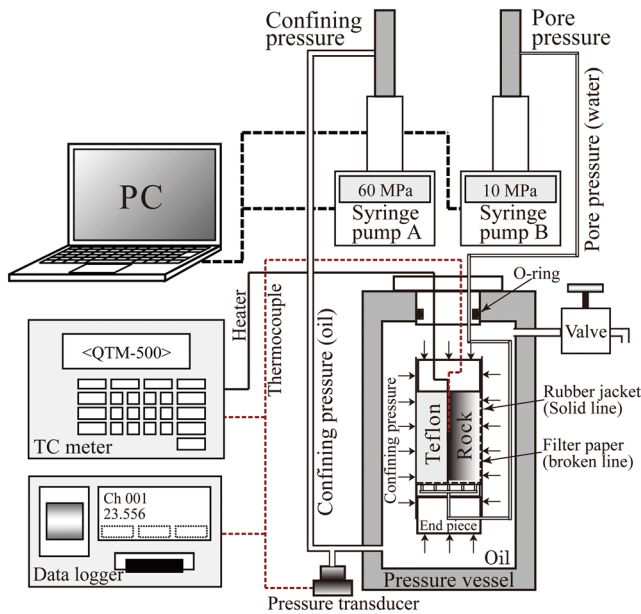 Confining
pressure
Pore
pressure
PC
60 MPa
Syringe
pump A
10 MPa
Syringe
pump B
Pore pressure (water)
O-ring
Valve
Heater
Thermocouple
Confining pressure (oil)
<QTM-500>
TC meter
Confining pressure
Teflon
Rock
Rubber jacket
(Solid line)
Filter paper
(broken line)
Ch 001
23.556
Data logger
End piece
Oil
Pressure vessel
Pressure transducer